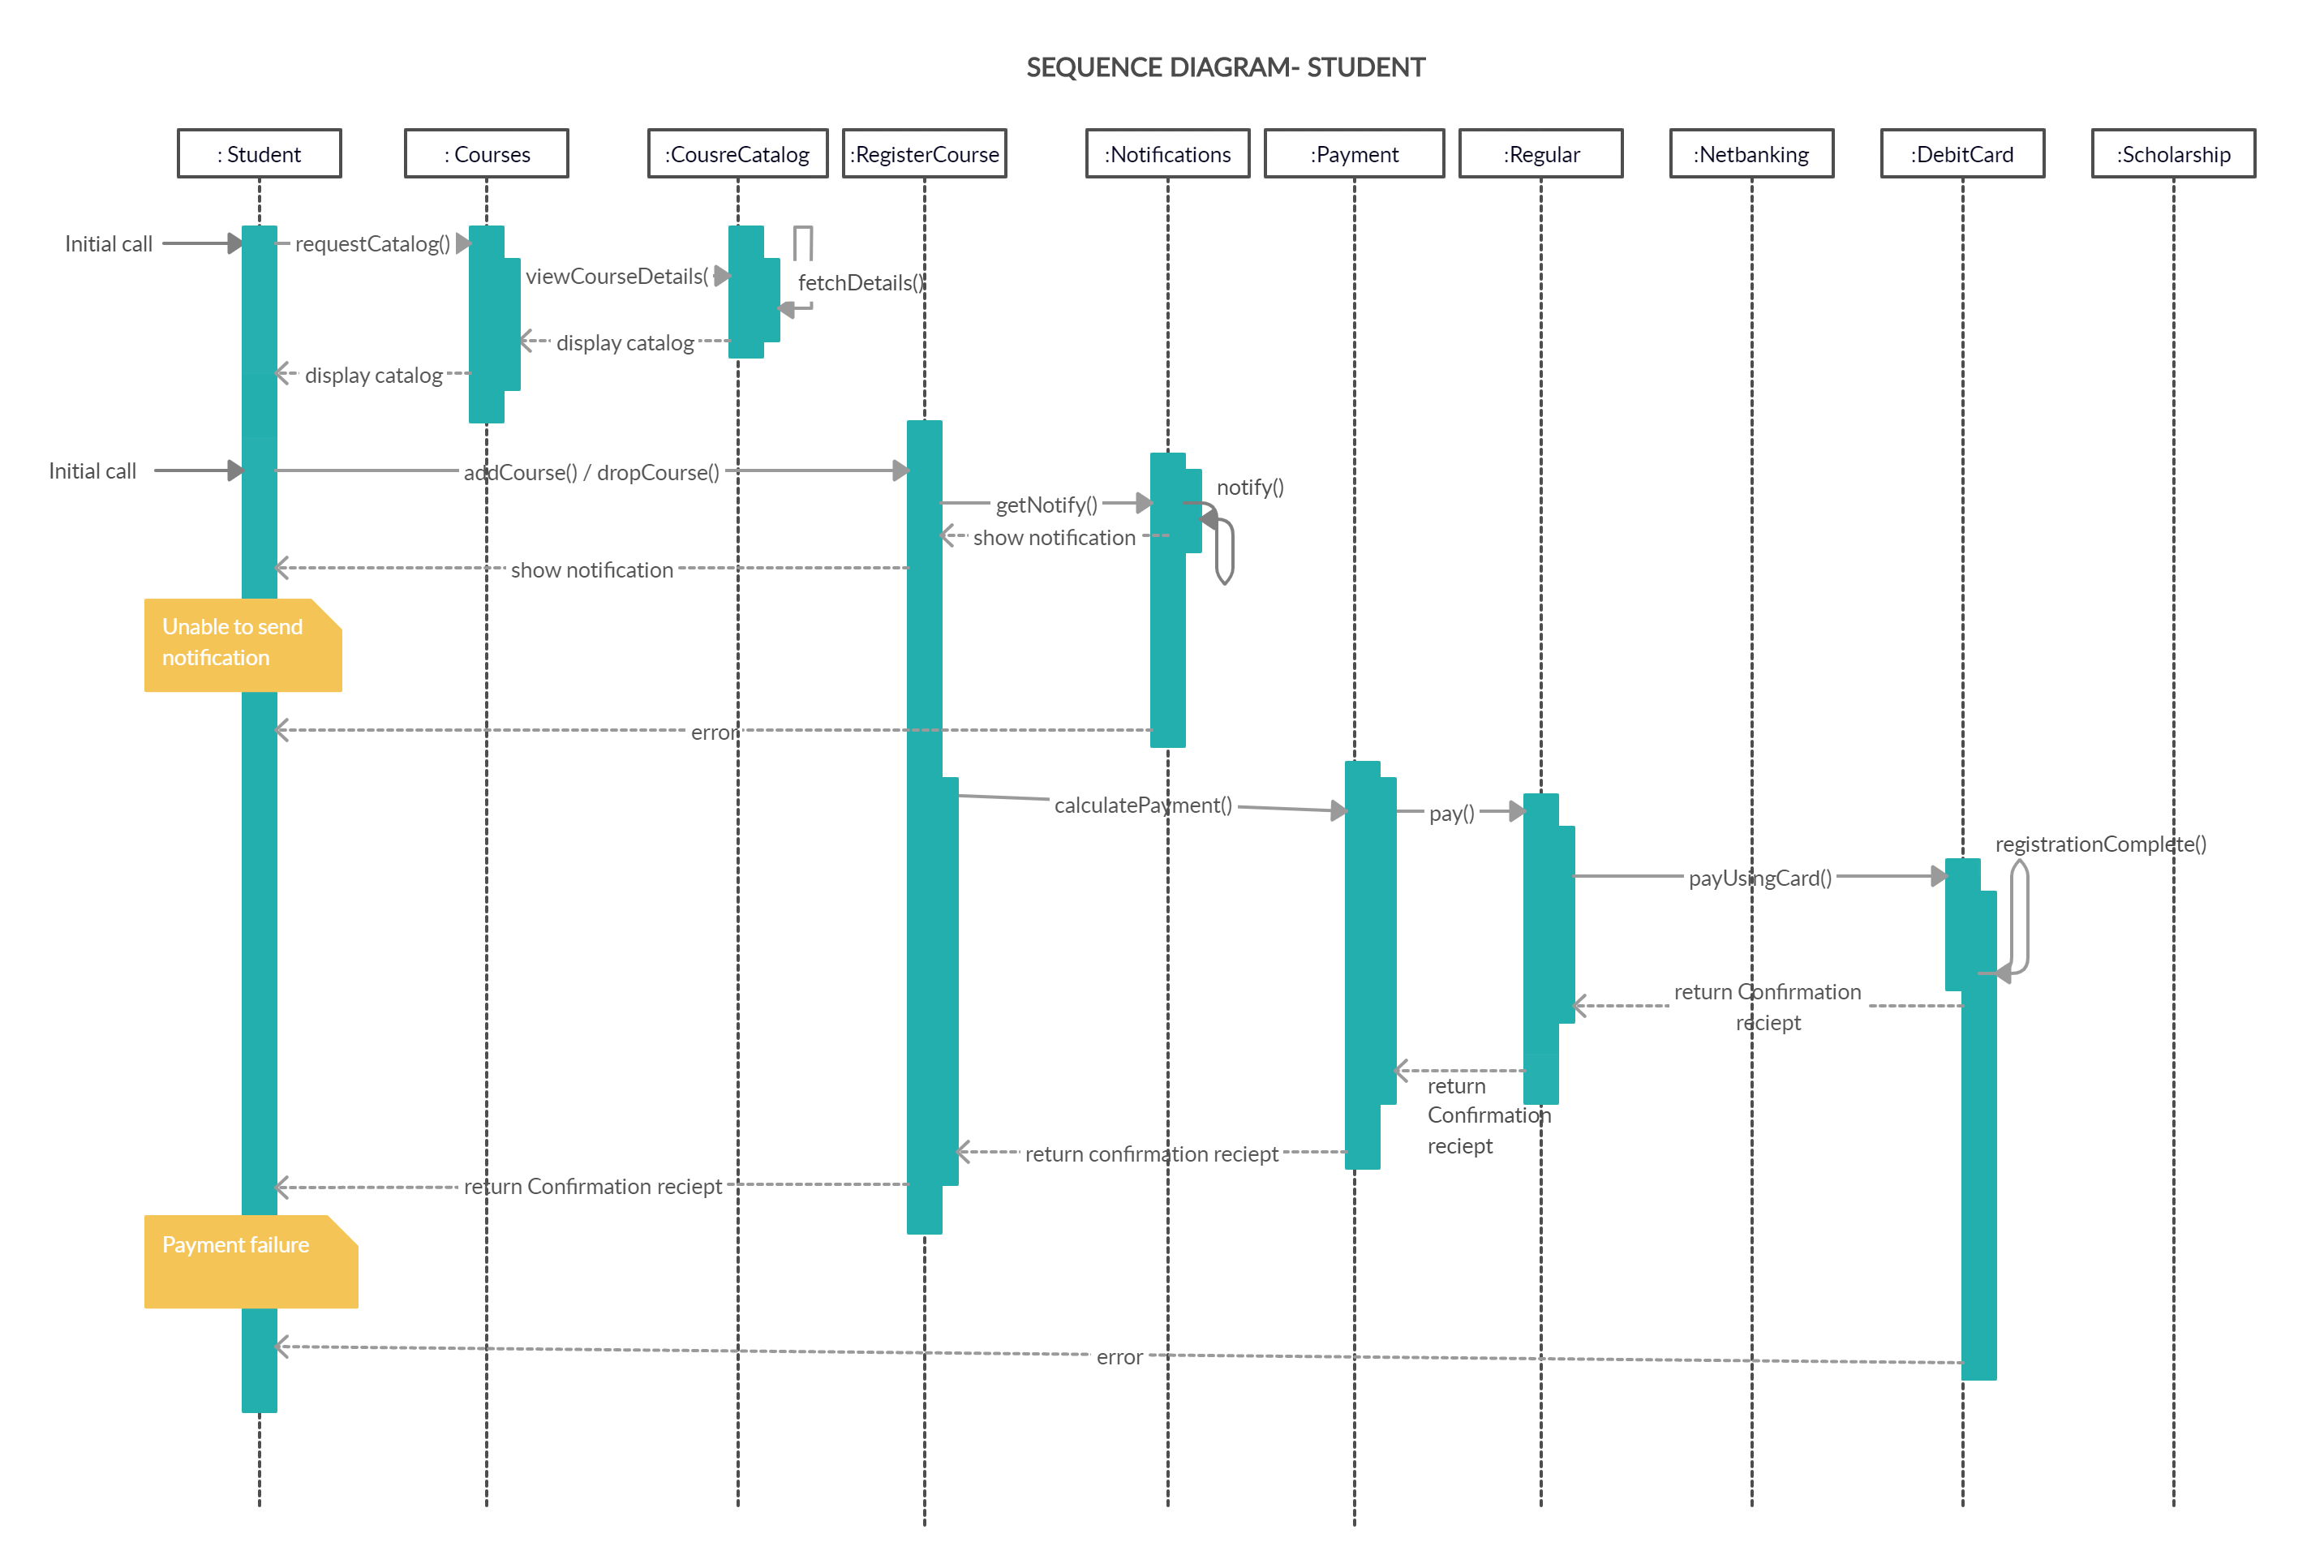 SEQUENCE DIAGRAM- STUDENT
: Student
: Courses
:CousreCatalog
:RegisterCourse
:Notifications
:Payment
:Regular
:Netbanking
:DebitCard
:Scholarship
Initial call
requestCatalog()
viewCourseDetails(
fetchDetails()
display catalog
display catalog
Initial call
addCourse() / dropCourse()
notify()
getNotify()
show notification
show notification
Unable to send
notification
error
calculatePayment()
pay()
registrationComplete()
payUsingCard()
return Confirmation
reciept
return
Confirmation
reciept
return confirmation reciept
return Confirmation reciept
Payment failure
error